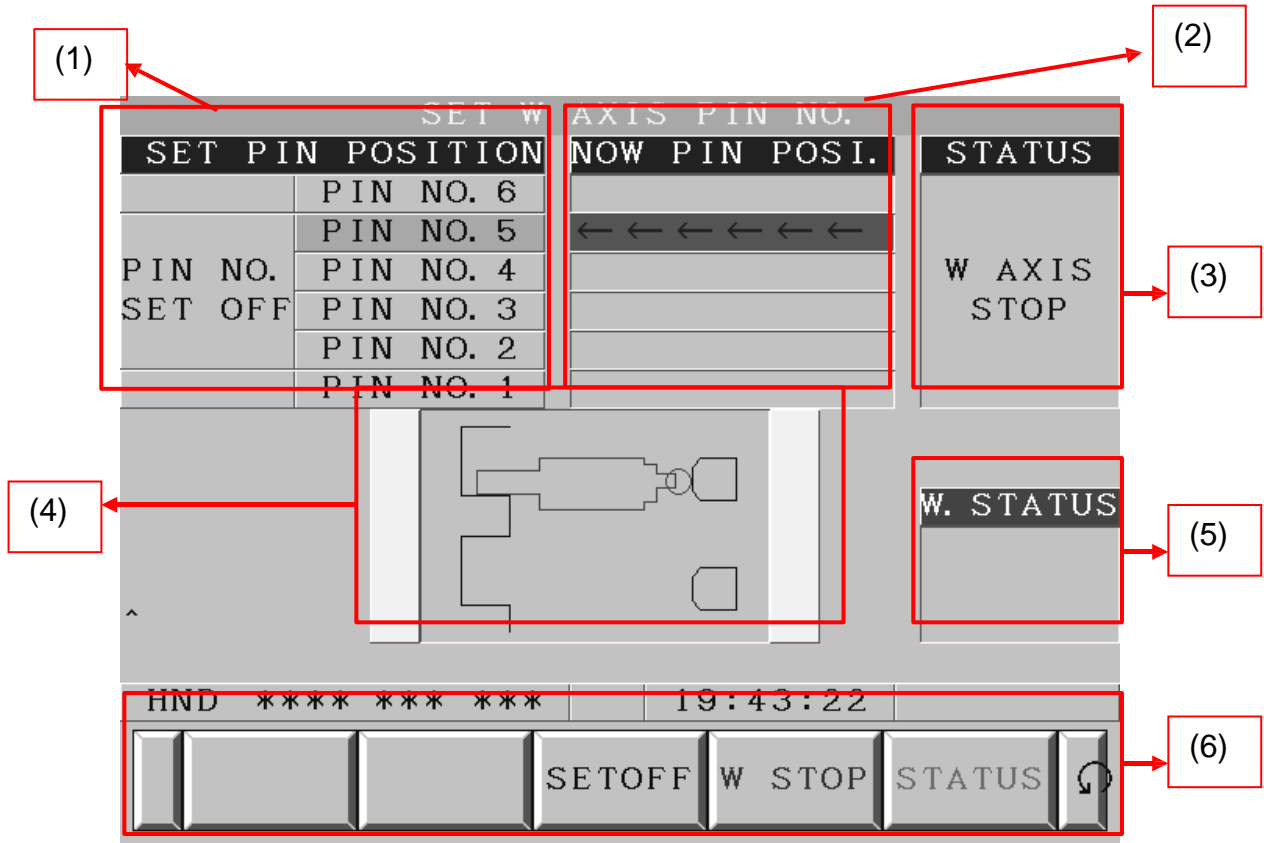 (1)
(2)
SET W AXIS PIN NO.
SET PIN POSITION NOW PIN POSI. STATUS
PIN NO. 6
PIN NO. 5 ←←←←←←
PIN NO. PIN NO. 4 W AXIS
(3)
SET OFF PIN NO. 3 STOP
PIN NO. 2
PIN NO. 1
(4)
W. STATUS
(5)
^
HND **** *** *** 19:43:22
(6)
SETOFF W STOP STATUS